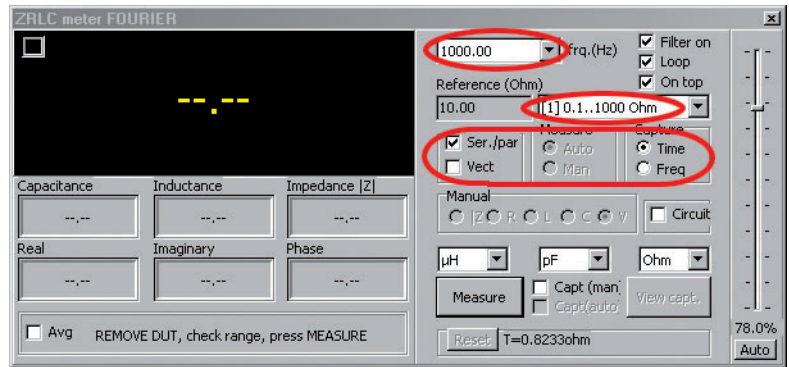 ZRLC meter FOURIER
--.--
Capacitance Inductance Impedance |Z|
--,-- --,-- --,--
Real Imaginary Phase
--,-- --,-- --,--
Avg REMOVE DUT, check range, press MEASURE
1000.00 frq.(Hz)
Filter on
Loop
On top
Reference (Ohm)
10.00 [1] 0.1..1000 Ohm
Ser./par
Vect
Measure
Auto
Man
Capture
Time
Freq
Manual
|Z R L C V
Circuit
µH pF Ohm
Measure
Capt (man)
Capt(auto)
View capt.
Reset T=0.8233ohm
78.0%
Auto